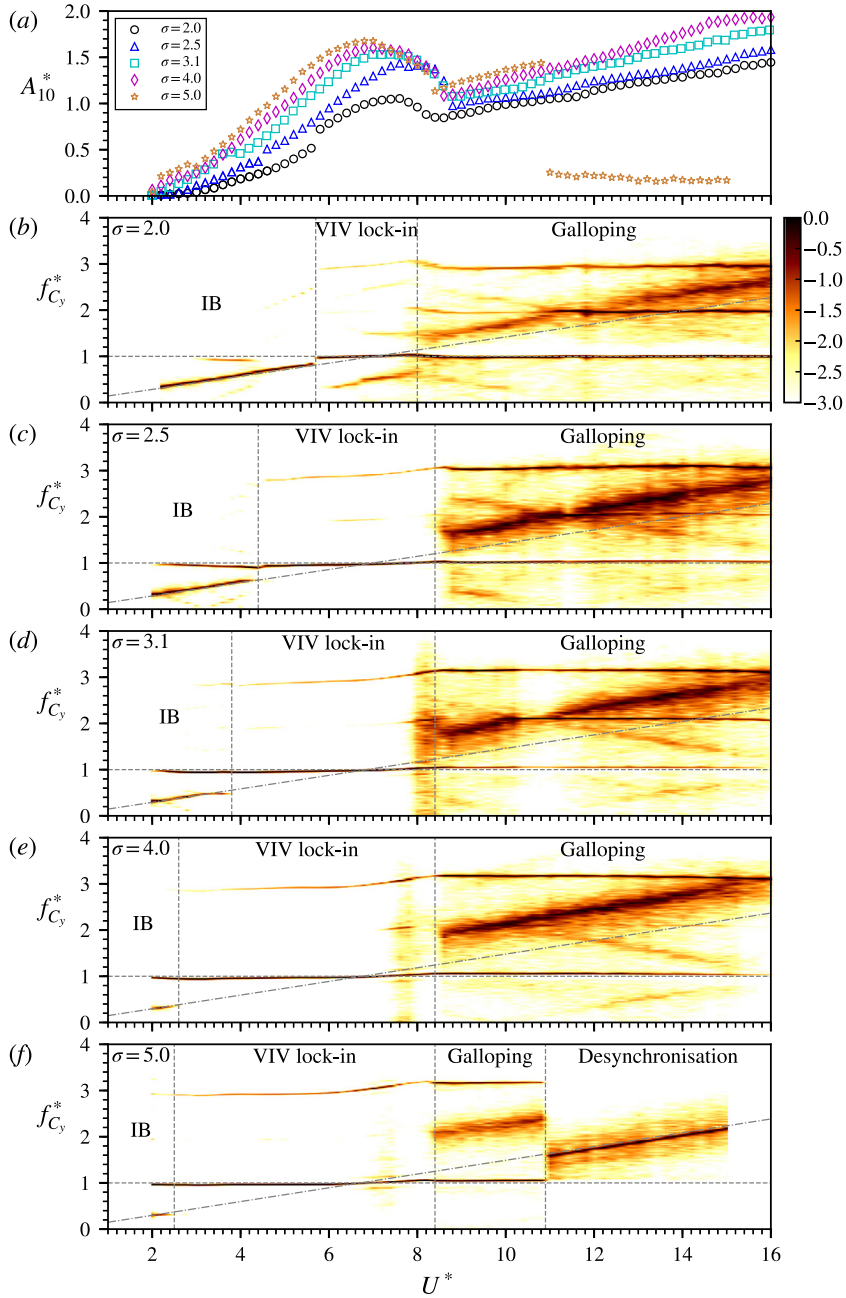 (a)
2.0
1.5
A*10
1.0
0.5
0.0
σ = 2.0
σ = 2.5
σ = 3.1
σ = 4.0
σ = 5.0
(b)
σ = 2.0
VIV lock-in
Galloping
4
3
f*Cy
2
1
0
IB
0.0
−0.5
−1.0
−1.5
−2.0
−2.5
−3.0
(c)
σ = 2.5
VIV lock-in
Galloping
4
3
f*Cy
2
1
0
IB
(d)
σ = 3.1
VIV lock-in
Galloping
4
3
f*Cy
2
1
0
IB
(e)
σ = 4.0
VIV lock-in
Galloping
4
3
f*Cy
2
1
0
IB
(f)
σ = 5.0
VIV lock-in
Galloping
Desynchronisation
4
3
f*Cy
2
1
0
IB
2 4 6 8 10 12 14 16
U*